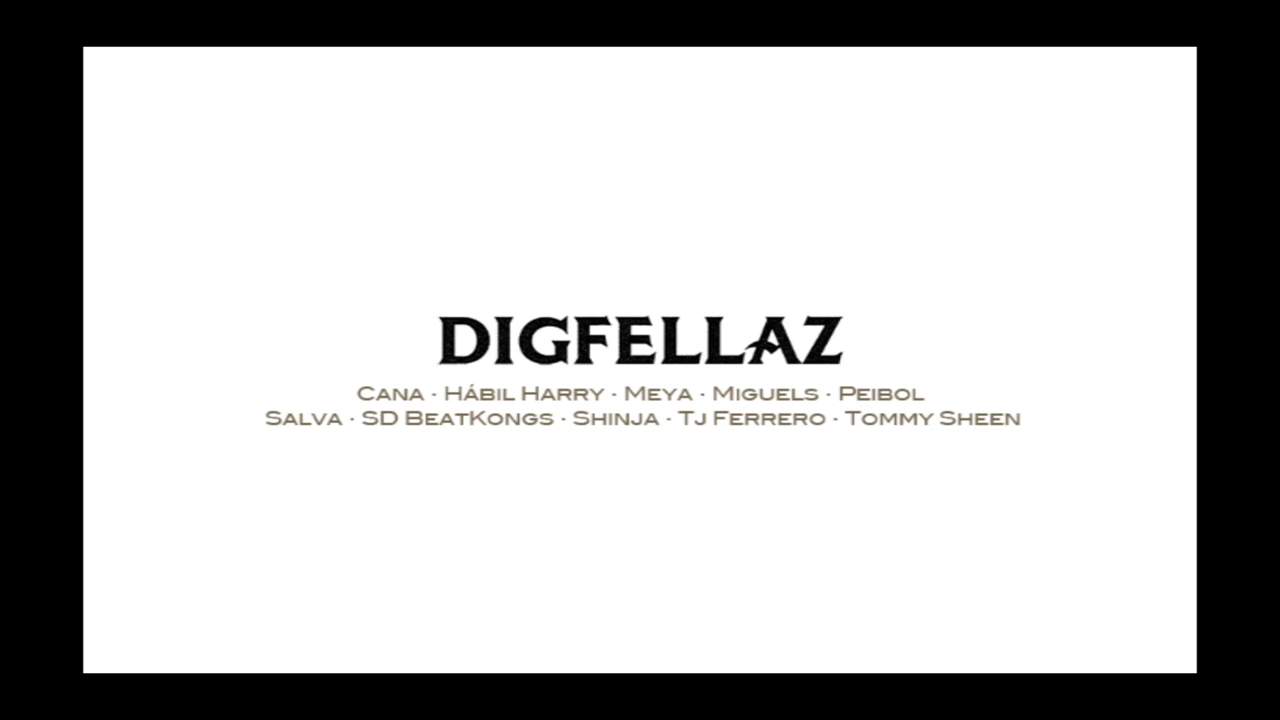 DIGFELLAZ
Cana · Hábil Harry · Meya · Miguels · Peibol
Salva · SD BeatKongs · Shinja · Tj Ferrero · Tommy Sheen